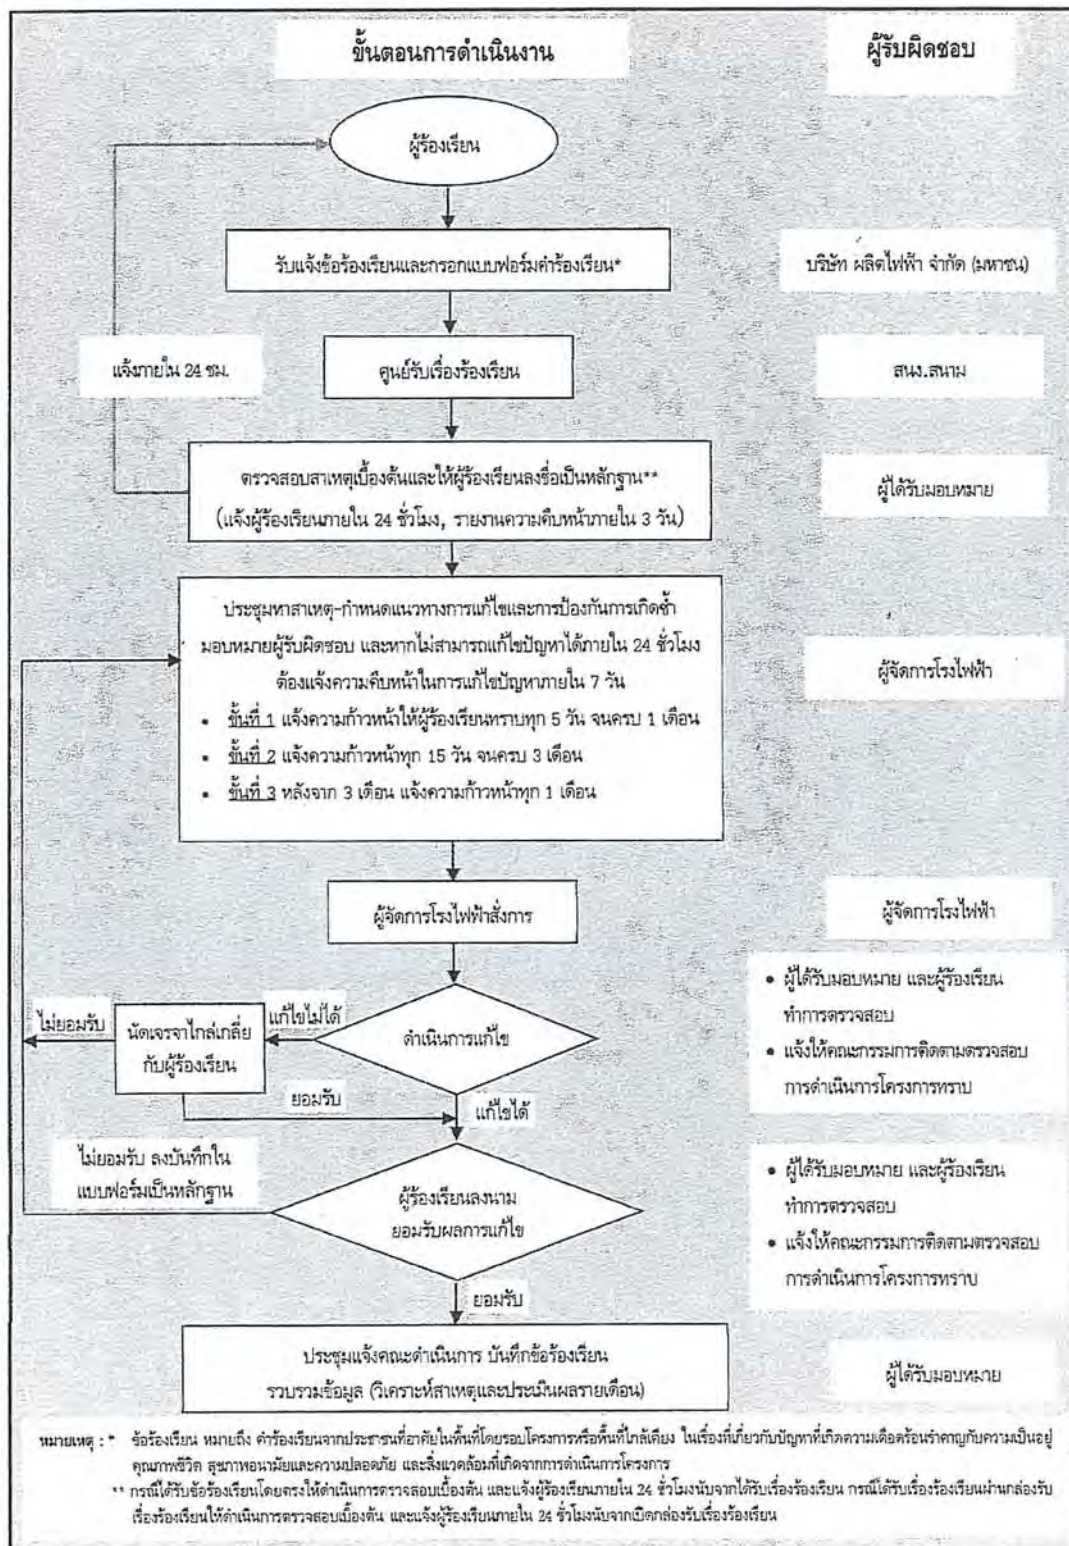 ขั้นตอนการดำเนินงาน
ผู้รับผิดชอบ
ผู้ร้องเรียน
รับแจ้งข้อร้องเรียนและกรอกแบบฟอร์มคำร้องเรียน*
บริษัท ผลิตไฟฟ้า จำกัด (มหาชน)
แจ้งภายใน 24 ชม.
ศูนย์รับเรื่องร้องเรียน
สนง.สนาม
ตรวจสอบสาเหตุเบื้องต้นและให้ผู้ร้องเรียนลงชื่อเป็นหลักฐาน**
(แจ้งผู้ร้องเรียนภายใน 24 ชั่วโมง, รายงานความคืบหน้าภายใน 3 วัน)
ผู้ได้รับมอบหมาย
ประชุมหาสาเหตุ-กำหนดแนวทางการแก้ไขและการป้องกันการเกิดซ้ำ
มอบหมายผู้รับผิดชอบ และหากไม่สามารถแก้ไขปัญหาได้ภายใน 24 ชั่วโมง
ต้องแจ้งความคืบหน้าในการแก้ไขปัญหาภายใน 7 วัน
• ขั้นที่ 1 แจ้งความก้าวหน้าให้ผู้ร้องเรียนทราบทุก 5 วัน จนครบ 1 เดือน
• ขั้นที่ 2 แจ้งความก้าวหน้าทุก 15 วัน จนครบ 3 เดือน
• ขั้นที่ 3 หลังจาก 3 เดือน แจ้งความก้าวหน้าทุก 1 เดือน
ผู้จัดการโรงไฟฟ้า
ผู้จัดการโรงไฟฟ้าสั่งการ
ผู้จัดการโรงไฟฟ้า
ไม่ยอมรับ
นัดเจรจาไกล่เกลี่ย
กับผู้ร้องเรียน
แก้ไขไม่ได้
ดำเนินการแก้ไข
• ผู้ได้รับมอบหมาย และผู้ร้องเรียน
ทำการตรวจสอบ
• แจ้งให้คณะกรรมการติดตามตรวจสอบ
การดำเนินการโครงการทราบ
ยอมรับ
แก้ไขได้
ไม่ยอมรับ ลงบันทึกใน
แบบฟอร์มเป็นหลักฐาน
ผู้ร้องเรียนลงนาม
ยอมรับผลการแก้ไข
• ผู้ได้รับมอบหมาย และผู้ร้องเรียน
ทำการตรวจสอบ
• แจ้งให้คณะกรรมการติดตามตรวจสอบ
การดำเนินการโครงการทราบ
ยอมรับ
ประชุมแจ้งคณะดำเนินการ บันทึกข้อร้องเรียน
รวบรวมข้อมูล (วิเคราะห์สาเหตุและประเมินผลรายเดือน)
ผู้ได้รับมอบหมาย
หมายเหตุ : * ข้อร้องเรียน หมายถึง คำร้องเรียนจากประชาชนที่อาศัยในพื้นที่โดยรอบโครงการหรือพื้นที่ใกล้เคียง ในเรื่องที่เกี่ยวกับปัญหาที่เกิดความเดือดร้อนรำคาญกับความเป็นอยู่
คุณภาพชีวิต สุขภาพอนามัยและความปลอดภัย และสิ่งแวดล้อมที่เกิดจากการดำเนินการโครงการ
** กรณีได้รับข้อร้องเรียนโดยตรงให้ดำเนินการตรวจสอบเบื้องต้น และแจ้งผู้ร้องเรียนภายใน 24 ชั่วโมงนับจากได้รับเรื่องร้องเรียน กรณีได้รับเรื่องร้องเรียนผ่านกล่องรับ
เรื่องร้องเรียนให้ดำเนินการตรวจสอบเบื้องต้น และแจ้งผู้ร้องเรียนภายใน 24 ชั่วโมงนับจากเปิดกล่องรับเรื่องร้องเรียน